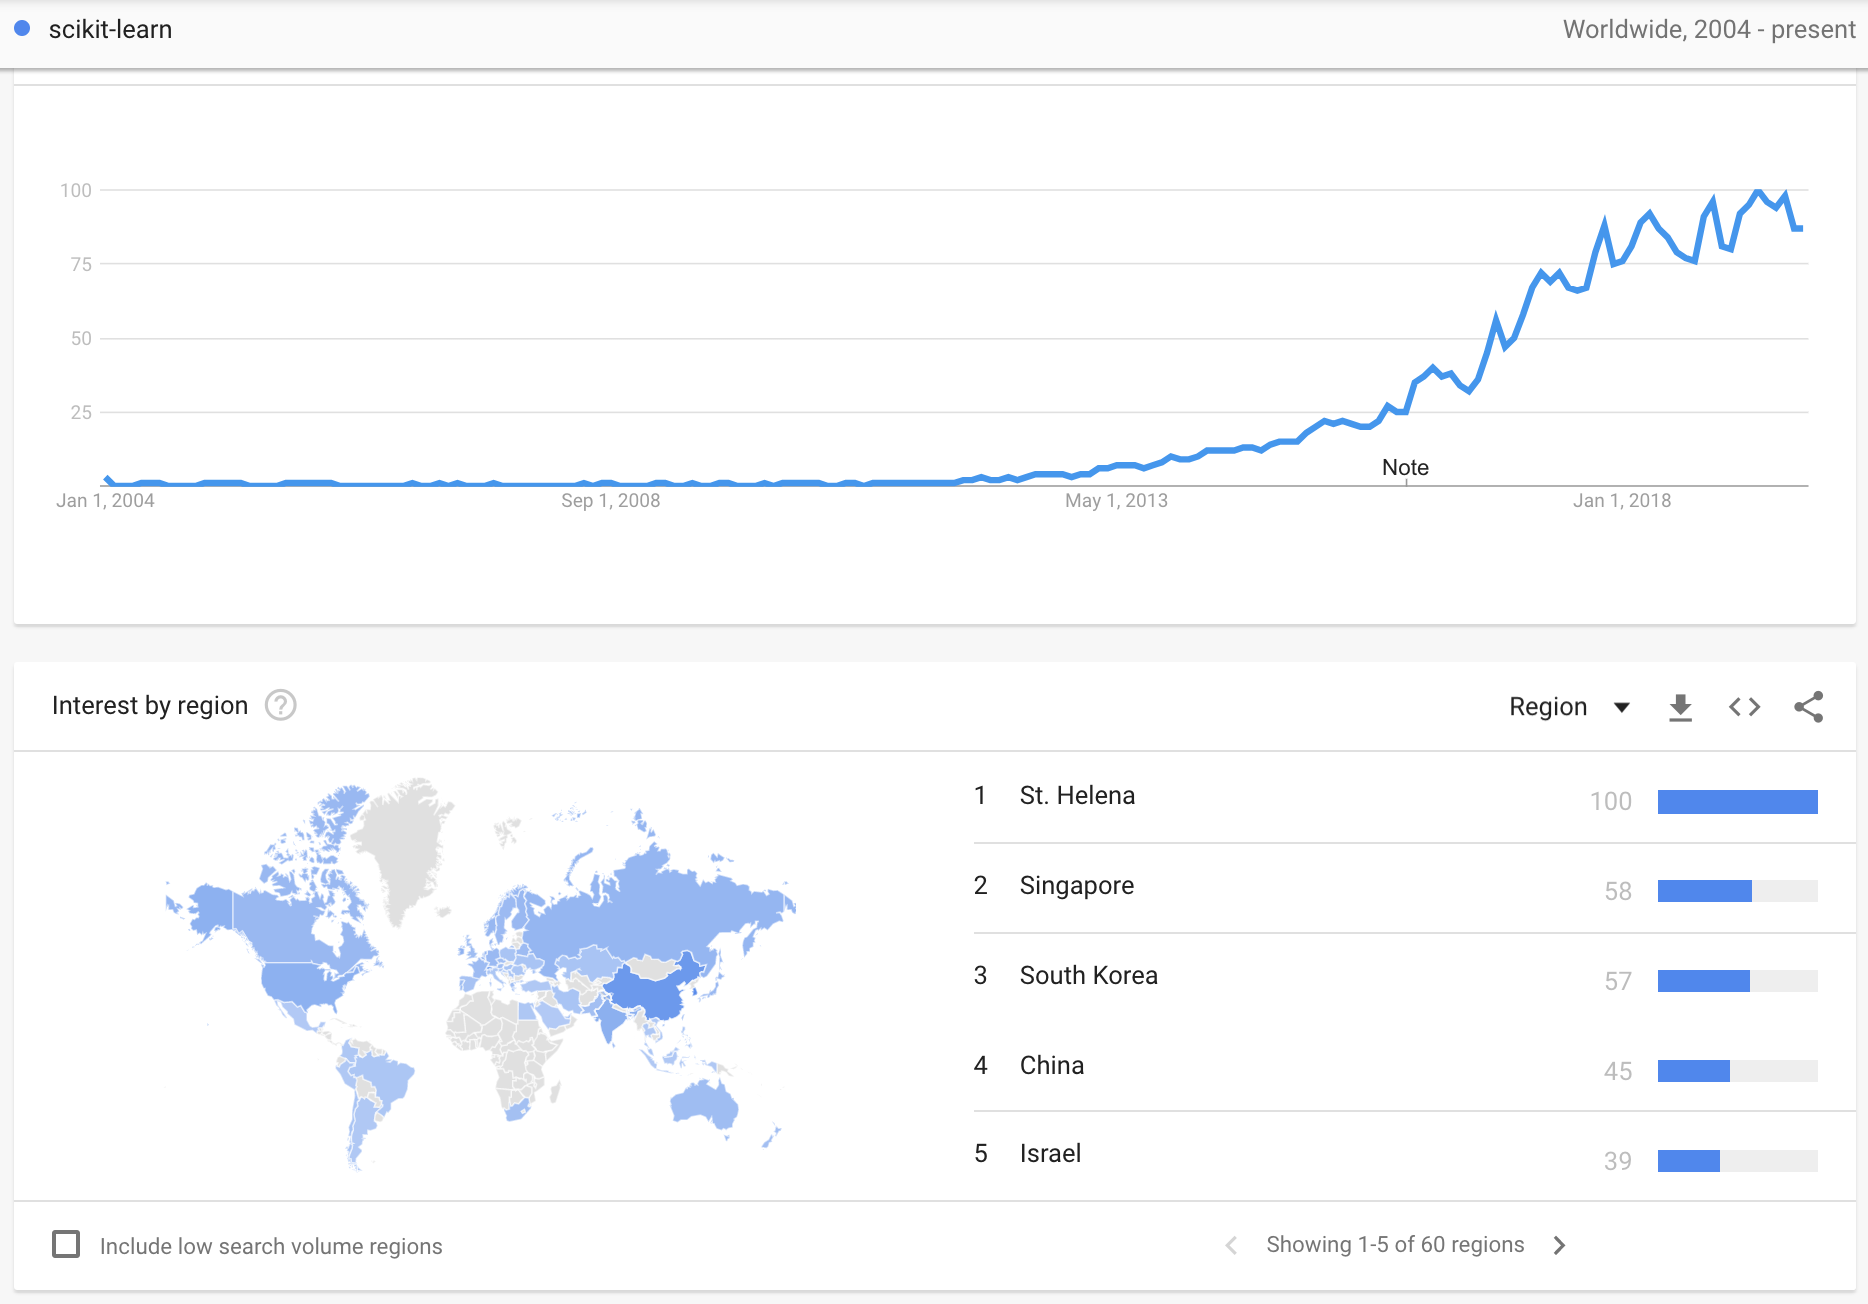 scikit-learn
Worldwide, 2004 - present
100
75
50
25
Note
Jan 1, 2004
Sep 1, 2008
May 1, 2013
Jan 1, 2018
Interest by region ?
Region
1 St. Helena 100
2 Singapore 58
3 South Korea 57
4 China 45
5 Israel 39
Include low search volume regions
Showing 1-5 of 60 regions